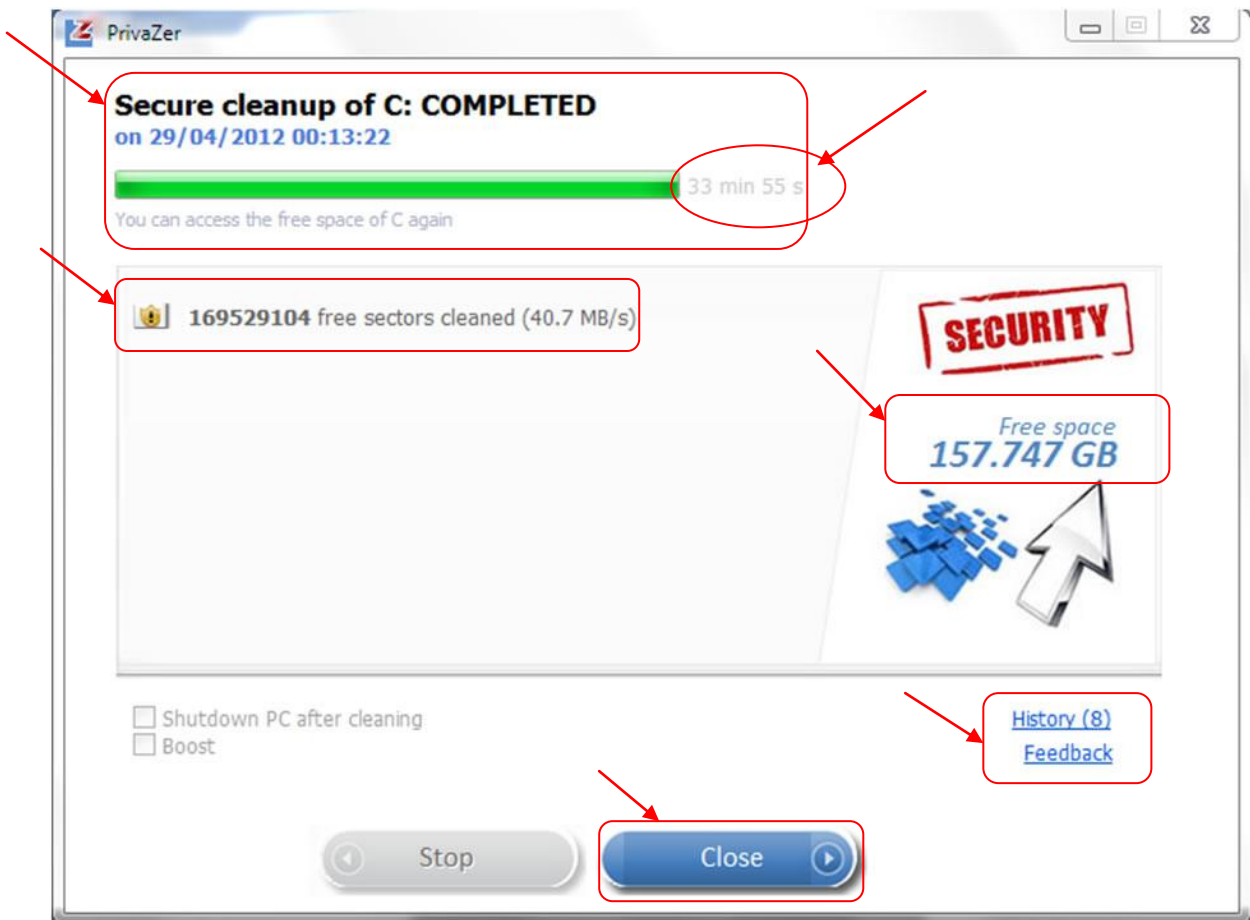 PrivaZer
Secure cleanup of C: COMPLETED
on 29/04/2012 00:13:22
33 min 55 s
You can access the free space of C again
169529104 free sectors cleaned (40.7 MB/s)
SECURITY
Free space
157.747 GB
Shutdown PC after cleaning
Boost
History (8)
Feedback
Stop
Close